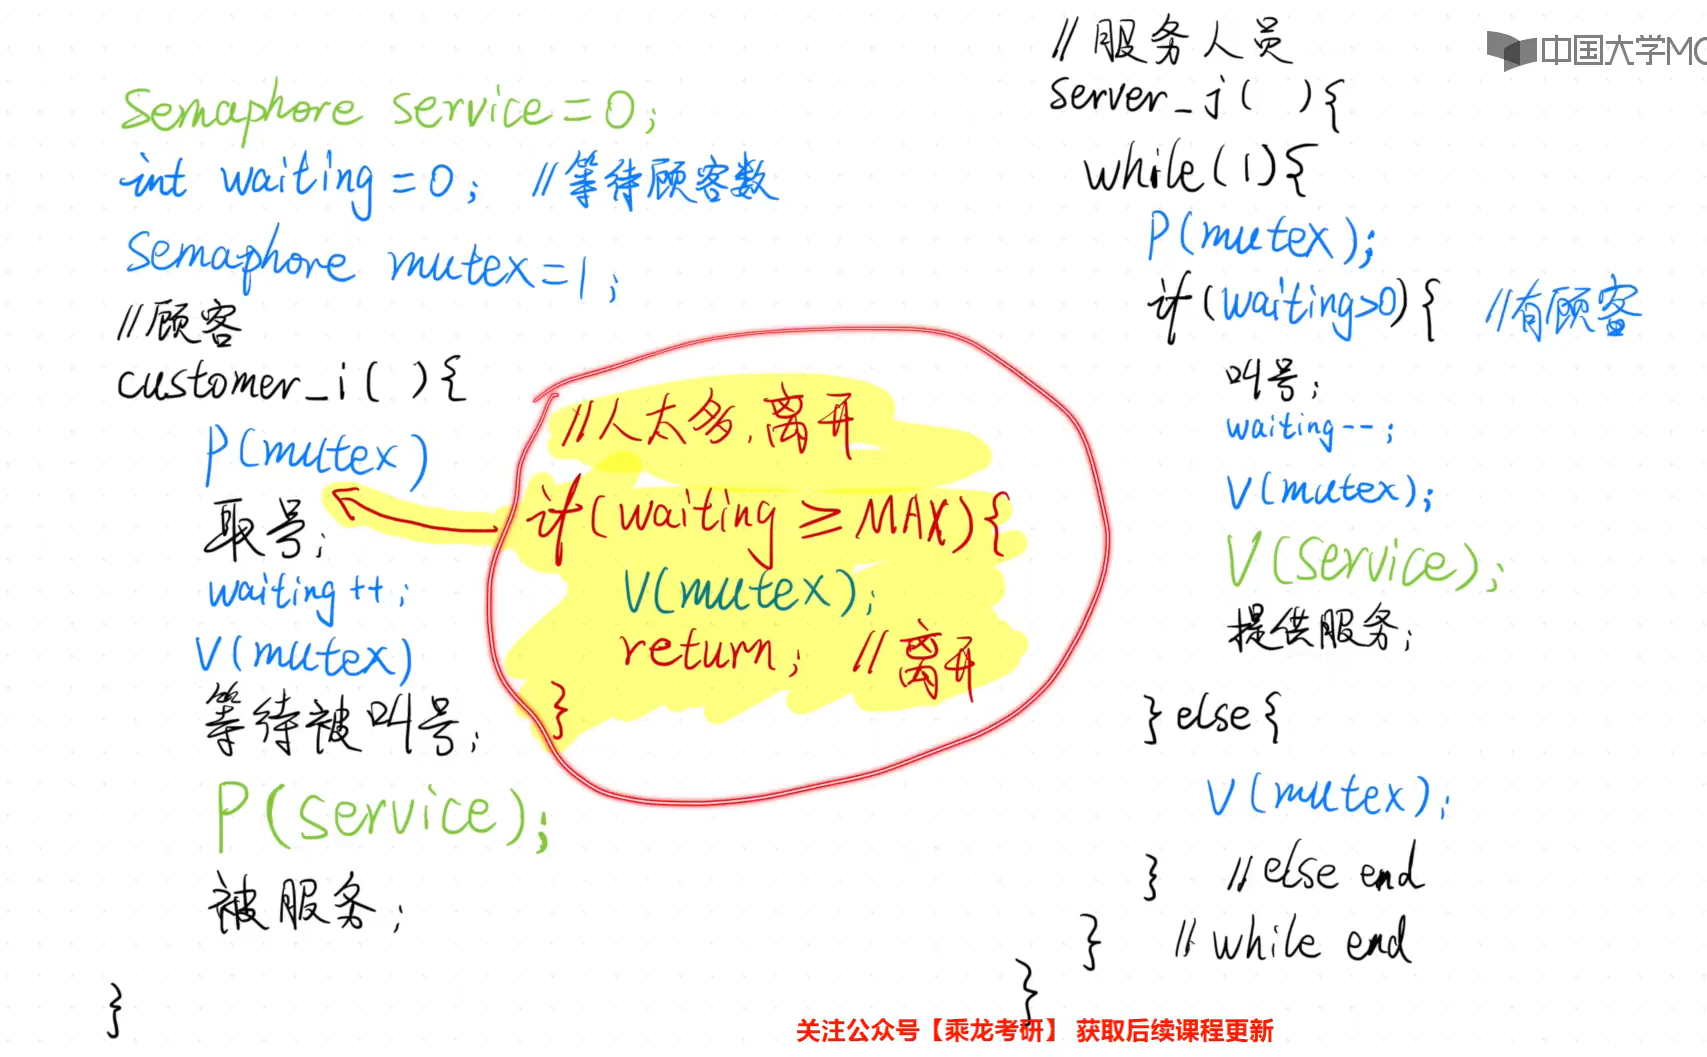 Semaphore service=0;
int waiting=0; //等待顾客数
Semaphore mutex=1;
//顾客
customer_i( ){
P(mutex)
取号;
waiting++;
V(mutex)
等待被叫号;
P(service);
被服务;
}
//人太多,离开
if(waiting≥MAX){
V(mutex);
return; //离开
}
//服务人员
server_j( ){
while(1){
P(mutex);
if(waiting>0){ //有顾客
叫号;
waiting--;
V(mutex);
V(service);
提供服务;
}else{
V(mutex);
} //else end
} //while end
}
中国大学MO
关注公众号【乘龙考研】 获取后续课程更新